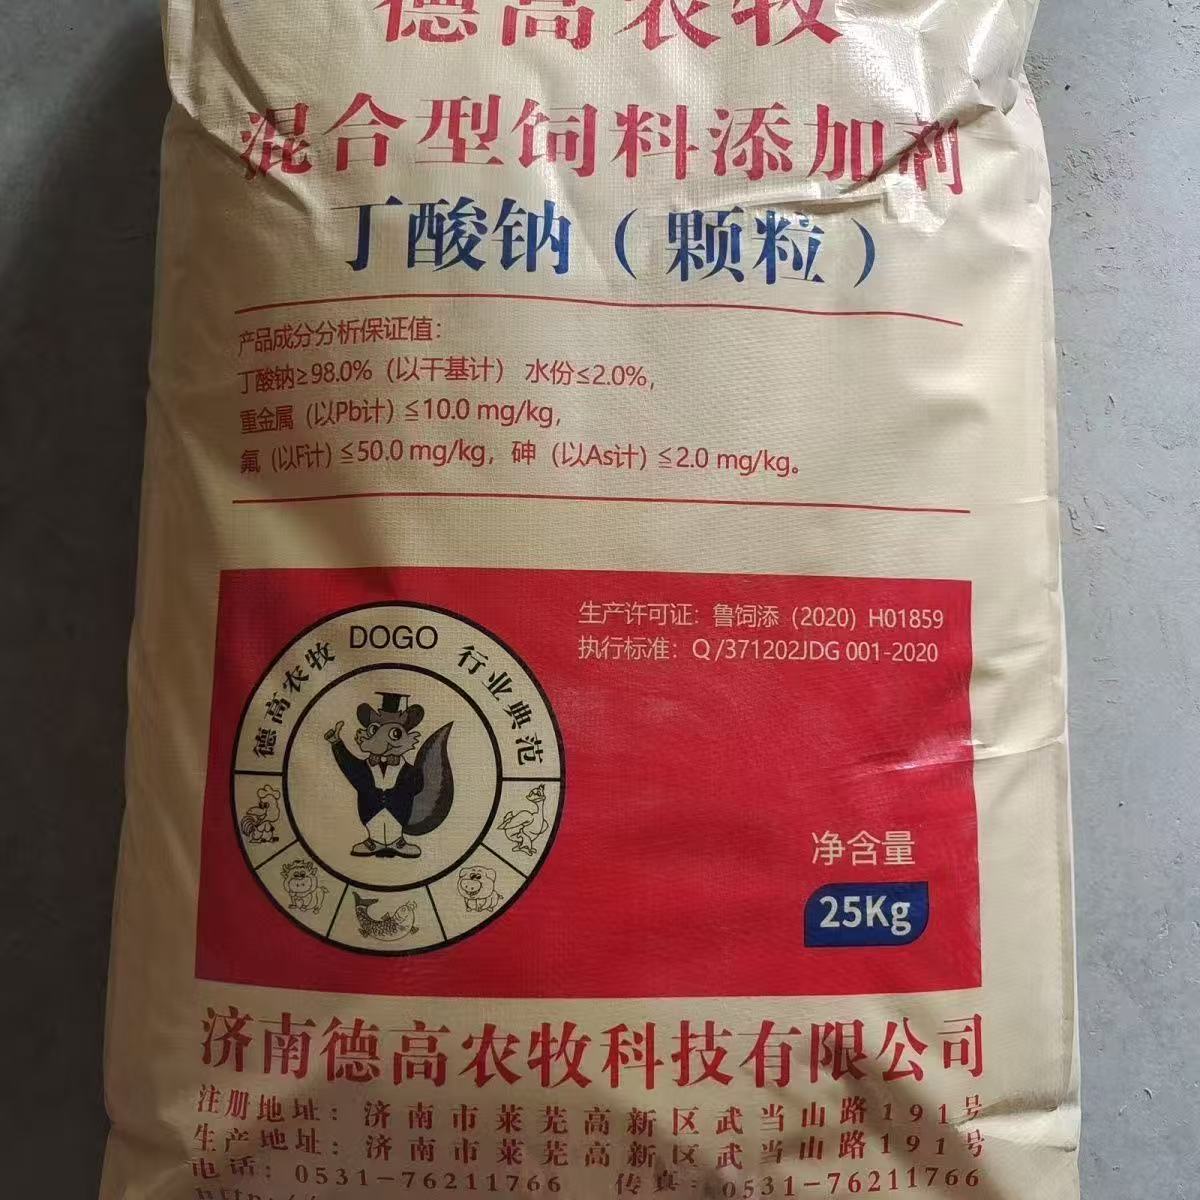 德高农牧
混合型饲料添加剂
丁酸钠（颗粒）
产品成分分析保证值：
丁酸钠≥98.0%（以干基计） 水份≤2.0%，
重金属（以Pb计）≦10.0 mg/kg，
氟（以F计）≦50.0 mg/kg，砷（以As计）≦2.0 mg/kg。
生产许可证：鲁饲添（2020）H01859
执行标准：Q/371202JDG 001-2020
德高农牧 DOGO 行业典范
净含量
25Kg
济南德高农牧科技有限公司
注册地址：济南市莱芜高新区武当山路191号
生产地址：济南市莱芜高新区武当山路191号
电话：0531-76211766 传真：0531-76211766